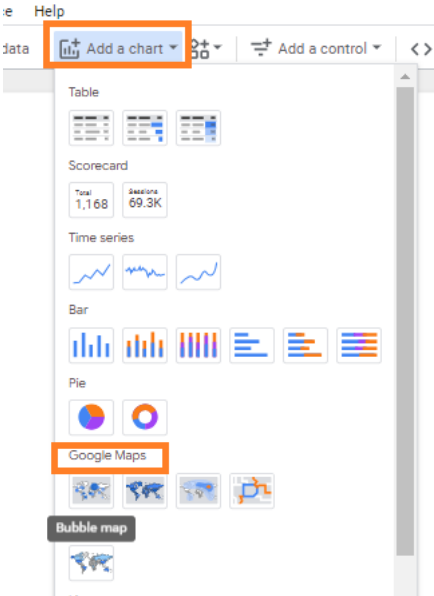 ce Help
data Add a chart Add a control
Table
Scorecard
Total
1,168
Sessions
69.3K
Time series
Bar
Pie
Google Maps
Bubble map